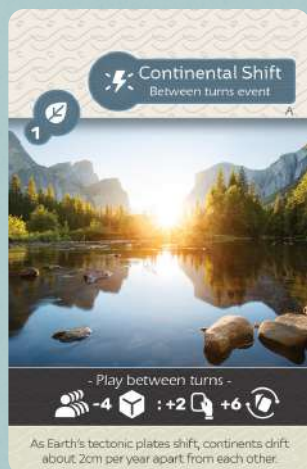 Continental Shift
Between turns event
A
1
- Play between turns -
-4 : +2 +6
As Earth's tectonic plates shift, continents drift
about 2cm per year apart from each other.